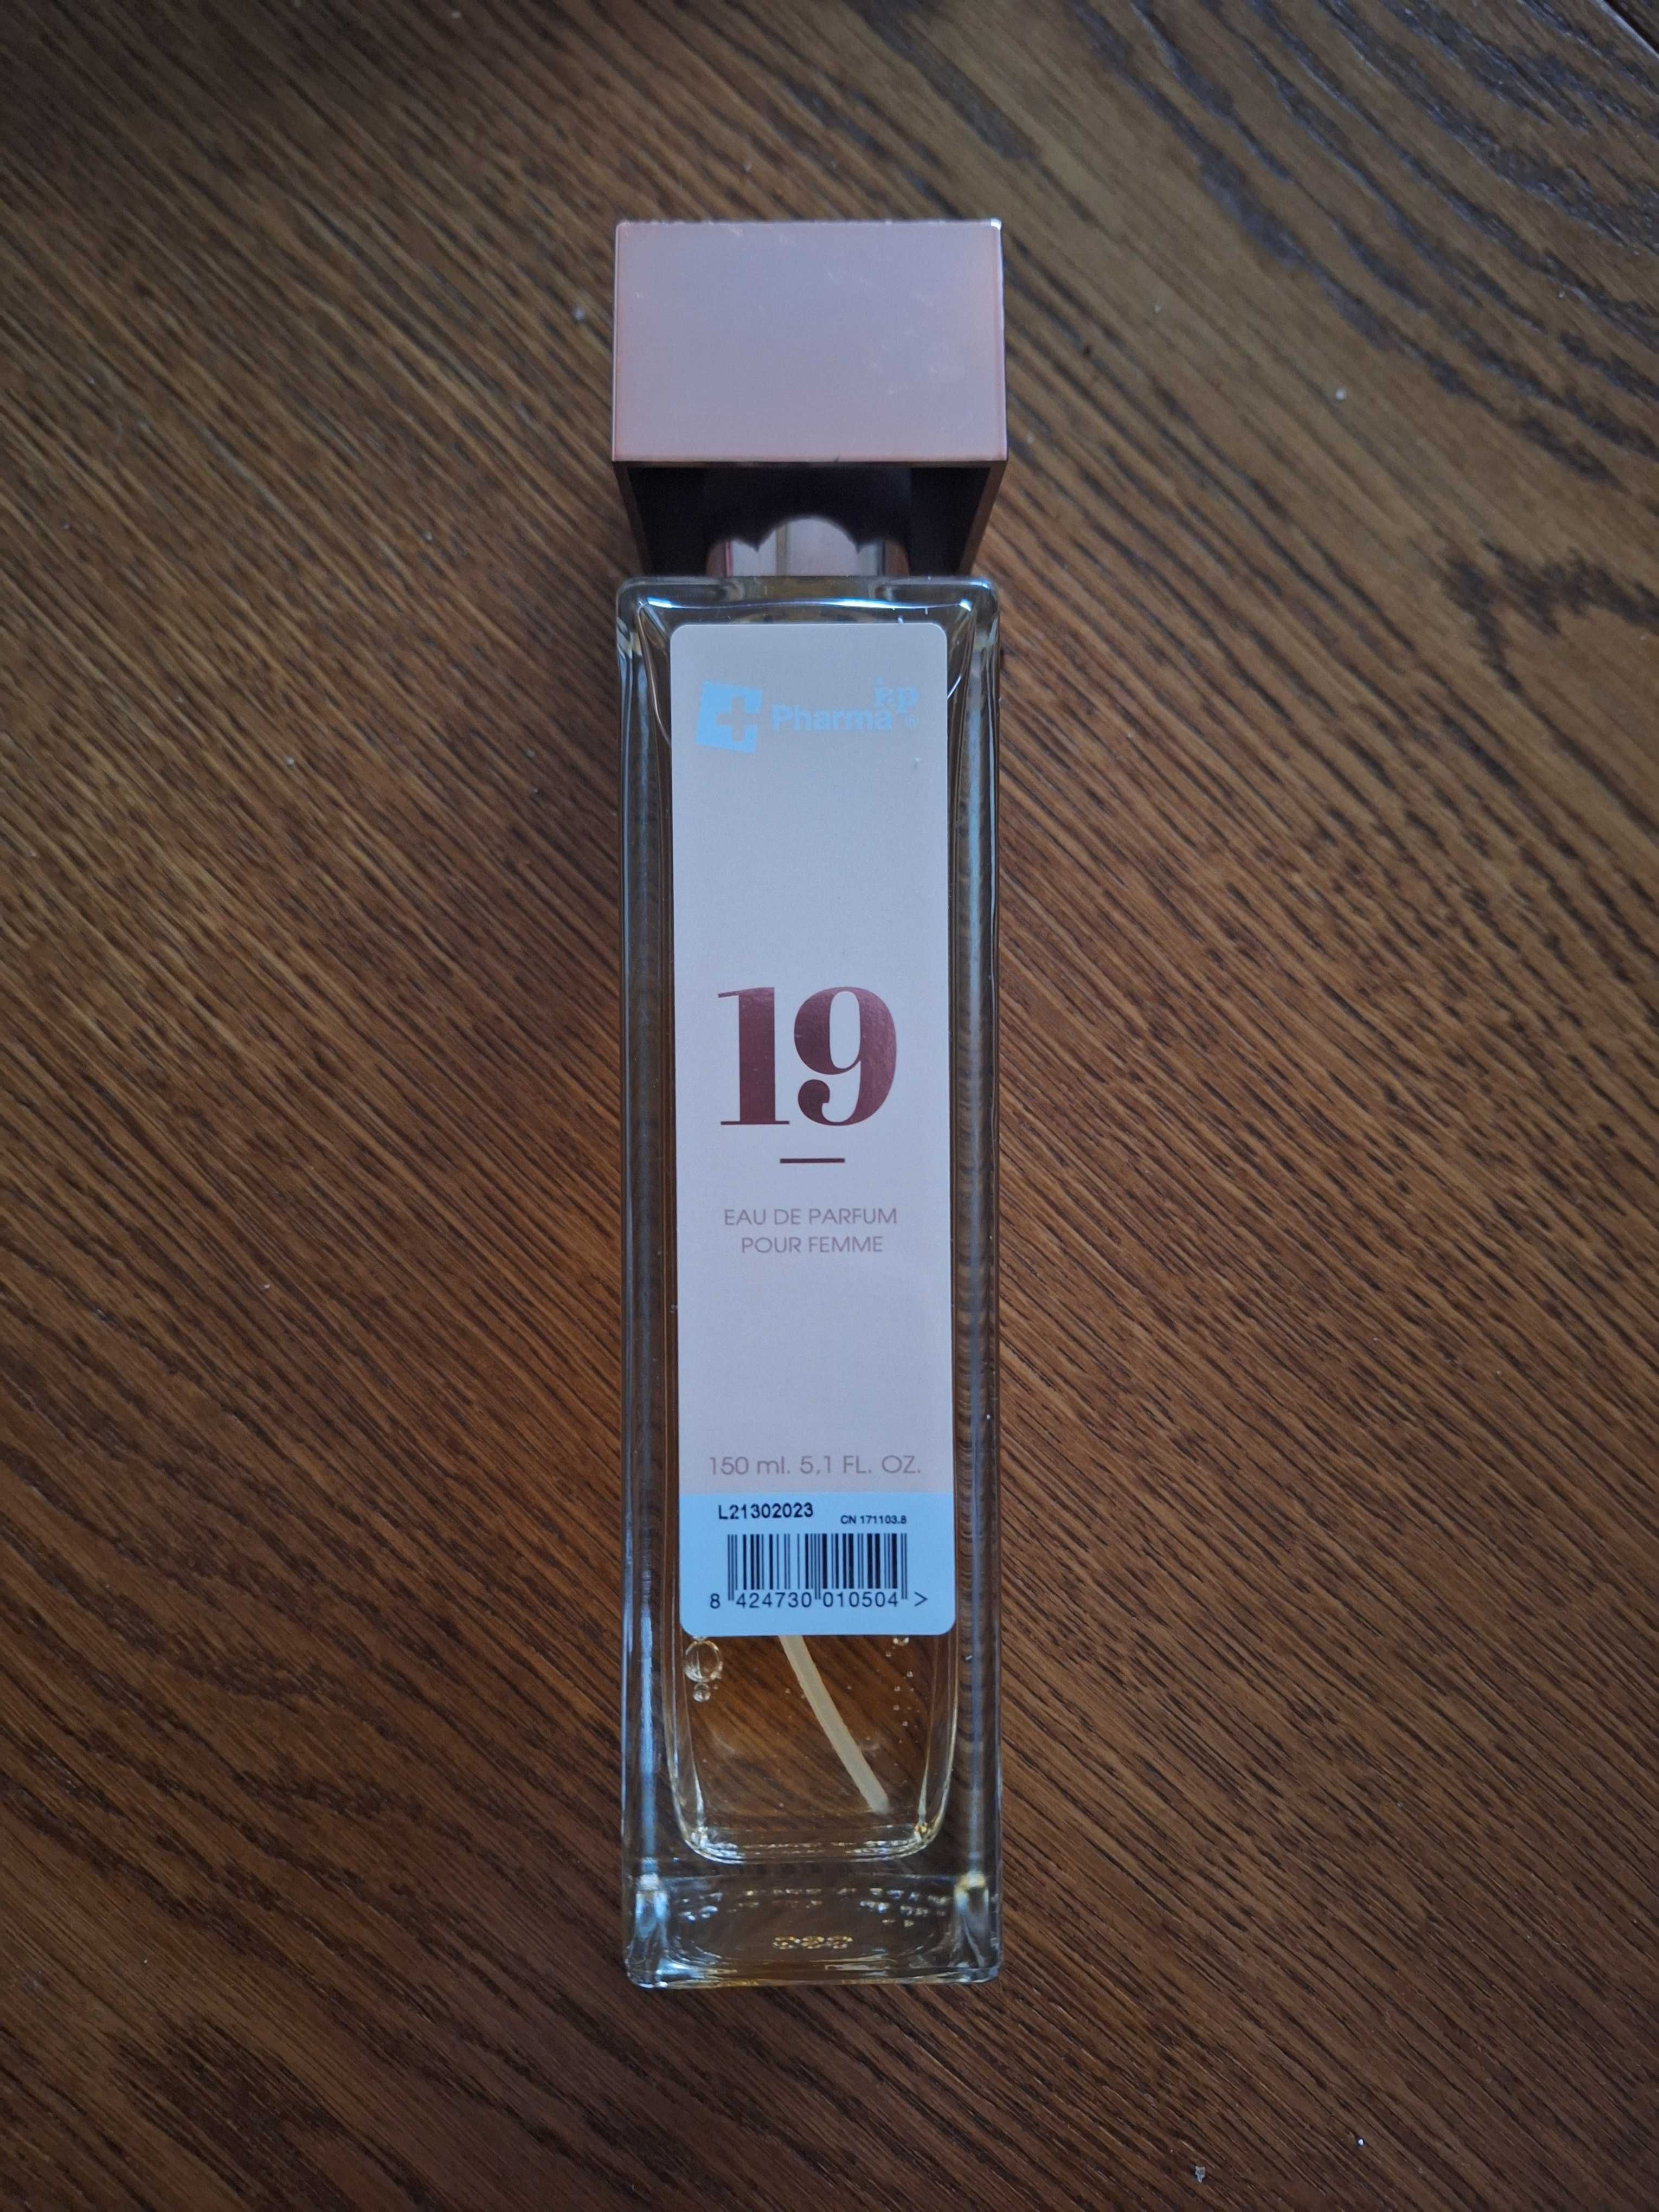 Pharma iap®
19
EAU DE PARFUM
POUR FEMME
150 ml. 5,1 FL. OZ.
L21302023 CN 171103.8
8 424730 010504 >